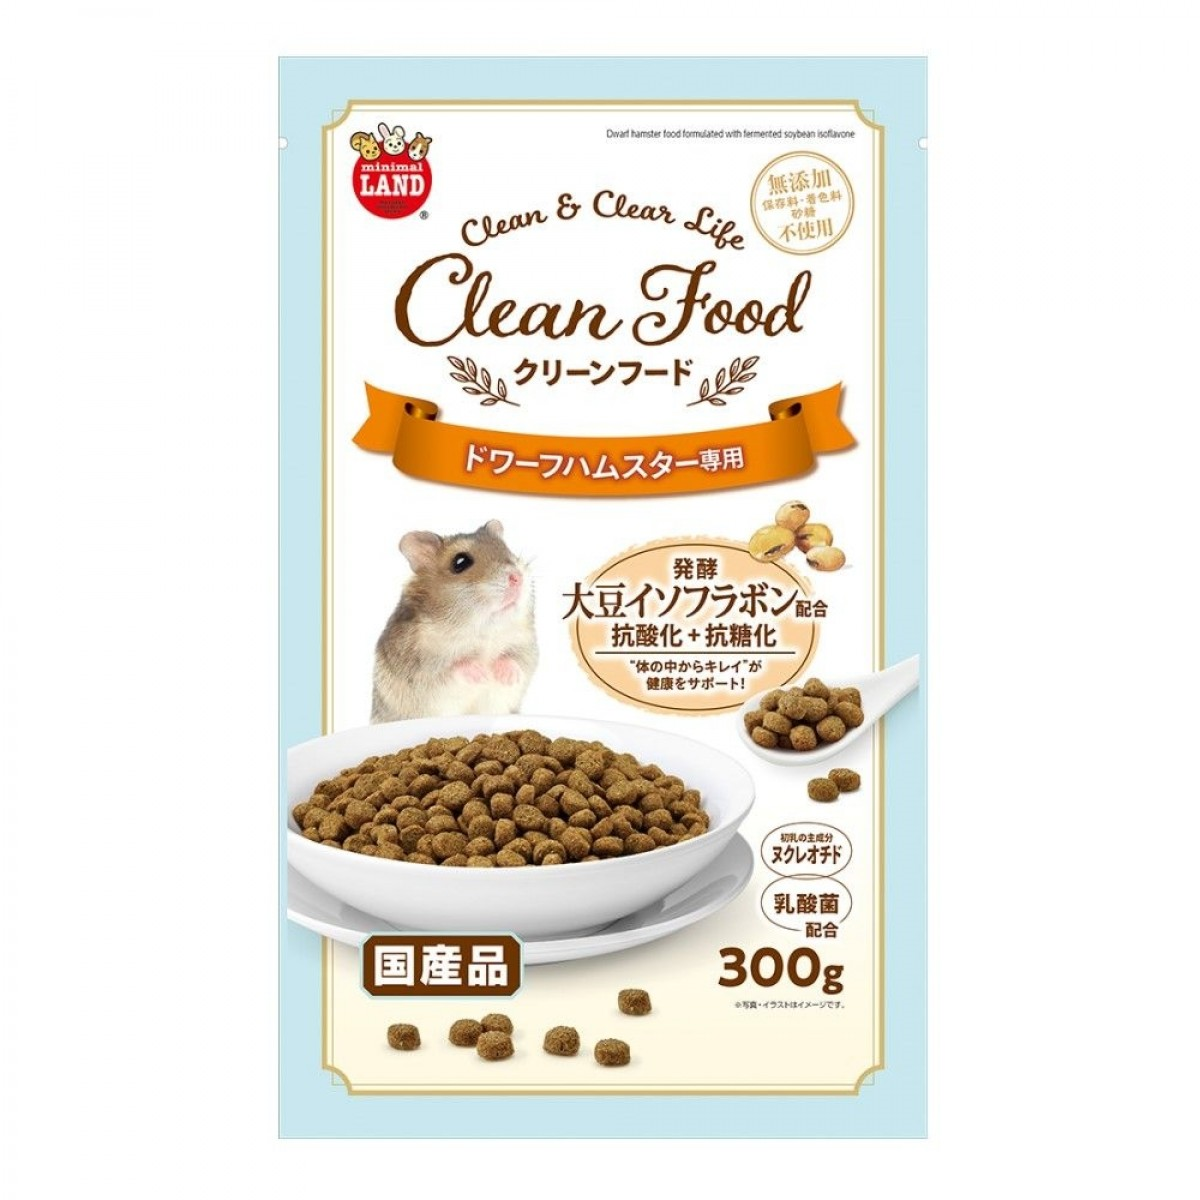 Dwarf hamster food formulated with fermented soybean isoflavone
minimal
LAND
®
無添加
保存料・着色料
砂糖
不使用
Clean & Clear Life
Clean Food
クリーンフード
ドワーフハムスター専用
発酵
大豆イソフラボン配合
抗酸化+抗糖化
"体の中からキレイ"が
健康をサポート!
初乳の主成分
ヌクレオチド
乳酸菌
配合
国産品
300g
※写真・イラストはイメージです。